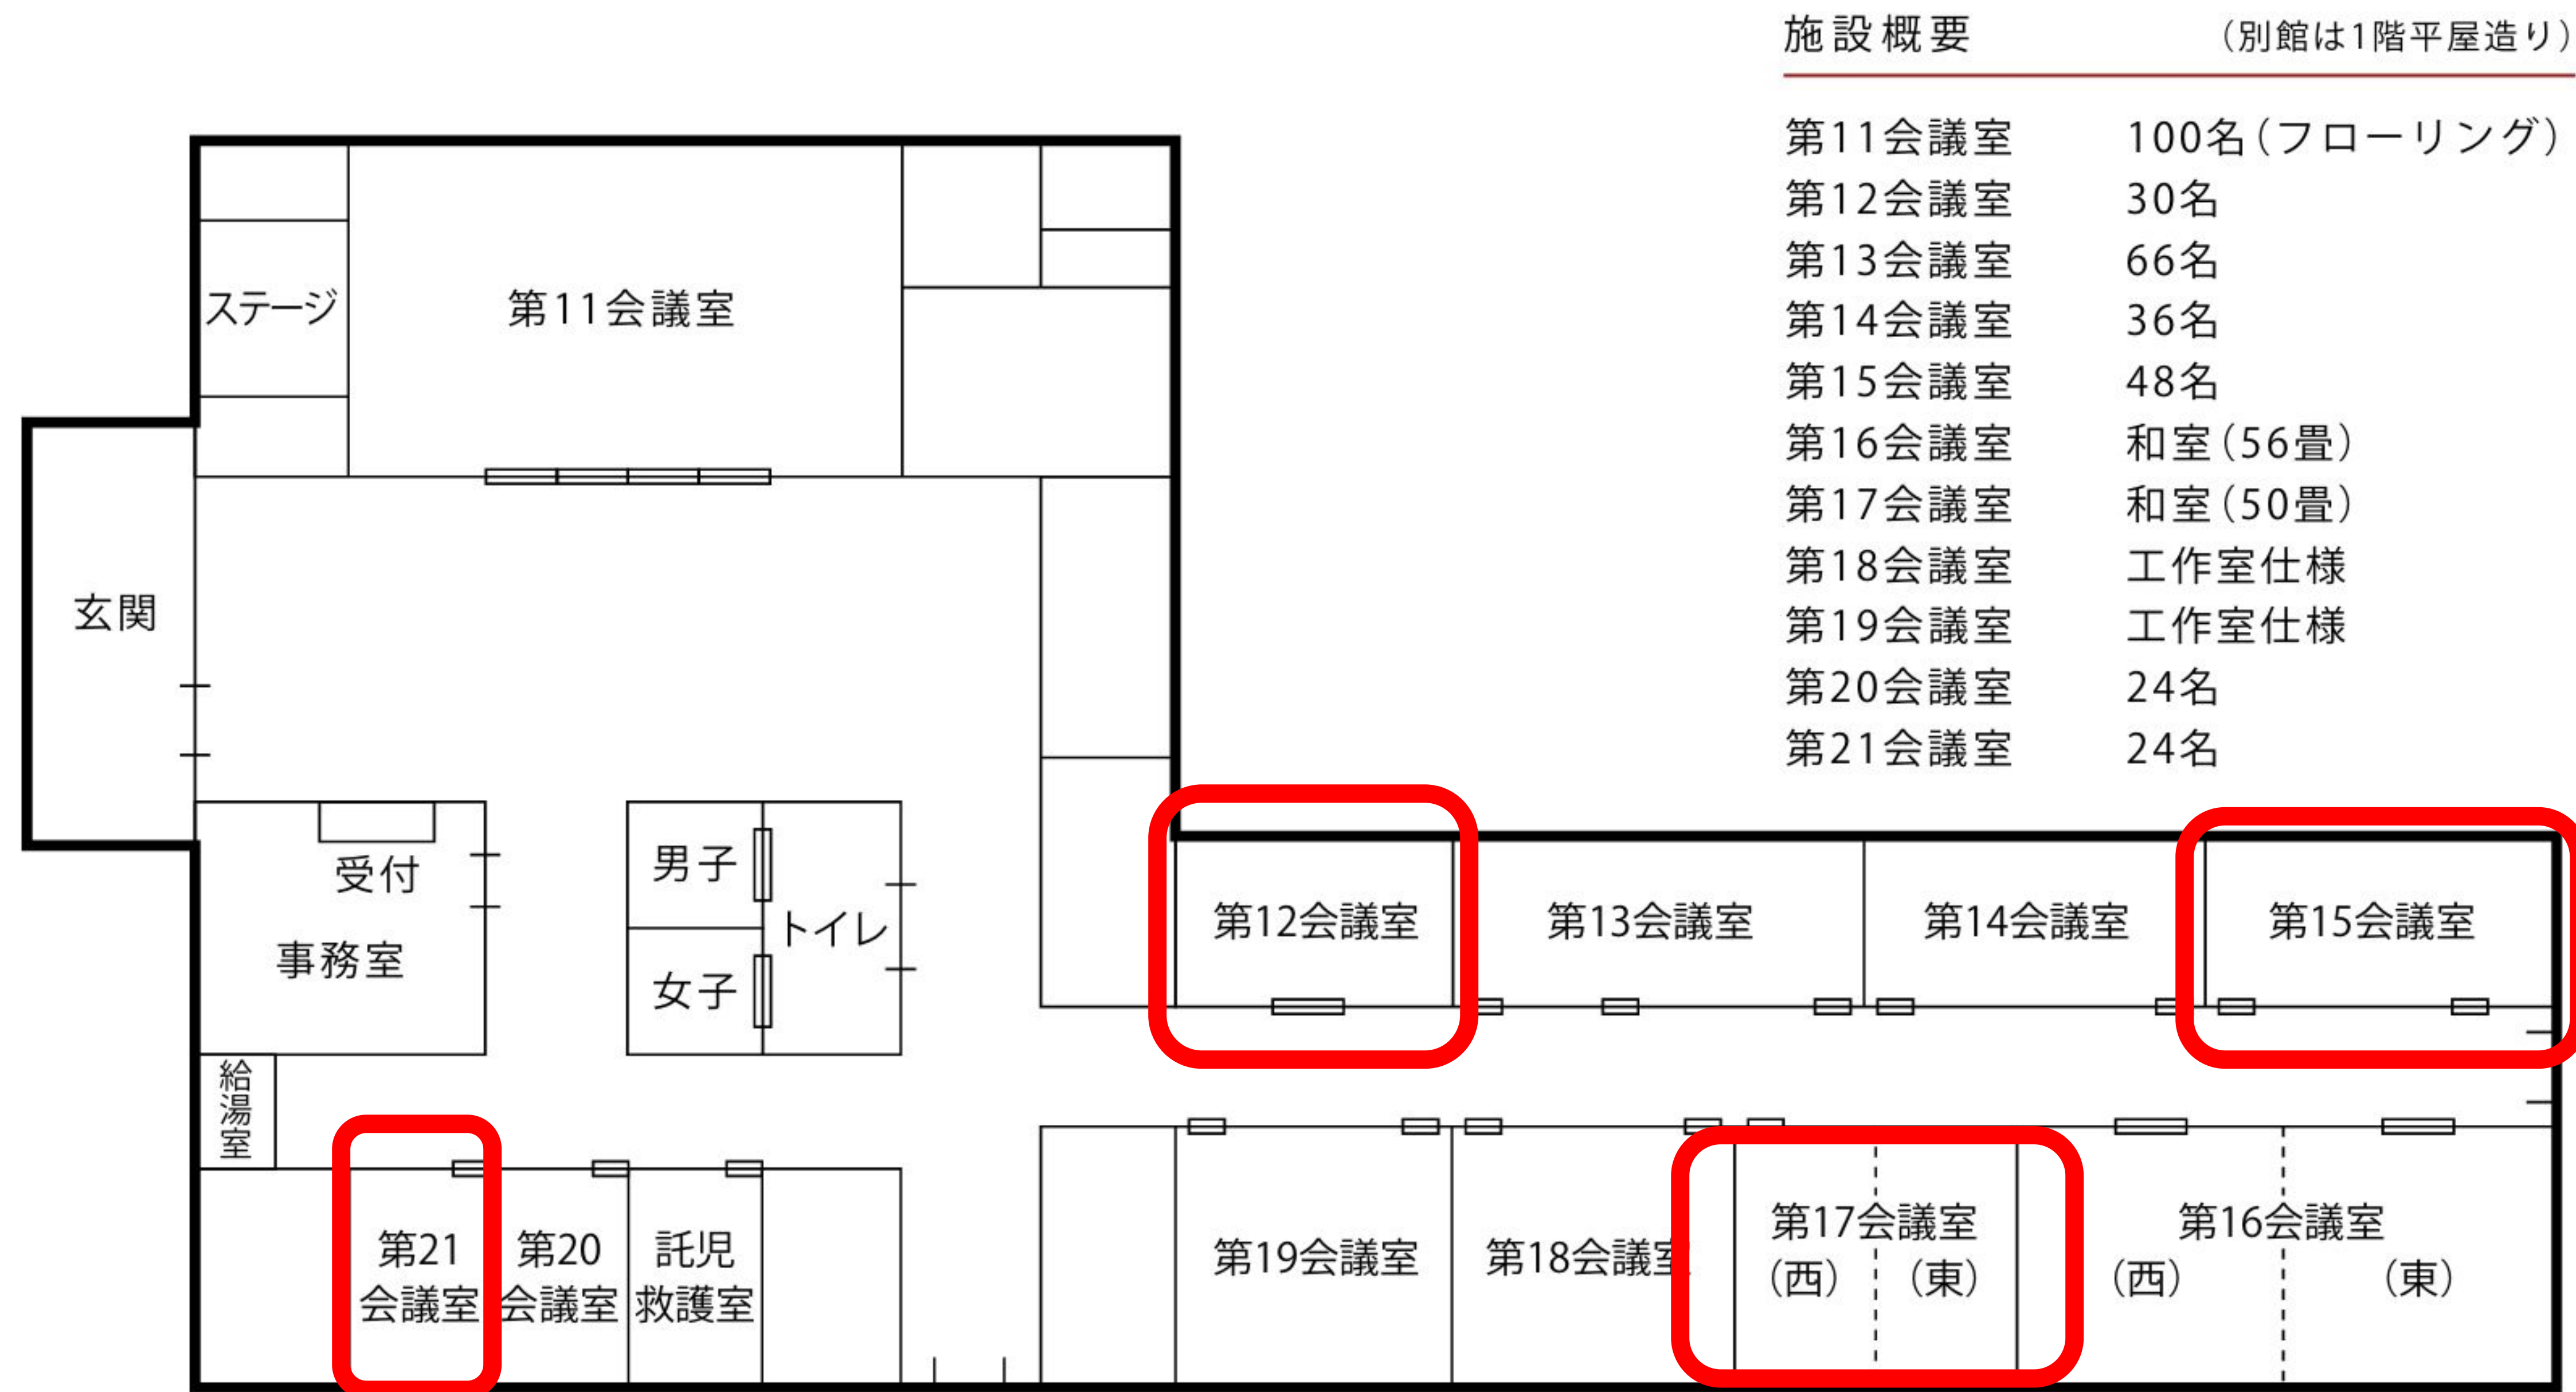 施設概要 （別館は1階平屋造り）
第11会議室 100名（フローリング）
第12会議室 30名
第13会議室 66名
第14会議室 36名
第15会議室 48名
第16会議室 和室（56畳）
第17会議室 和室（50畳）
第18会議室 工作室仕様
第19会議室 工作室仕様
第20会議室 24名
第21会議室 24名
ステージ
第11会議室
玄関
受付
事務室
男子
女子
トイレ
給湯室
第12会議室
第13会議室
第14会議室
第15会議室
第21
会議室
第20
会議室
託児
救護室
第19会議室
第18会議室
第17会議室
（西）（東）
第16会議室
（西）（東）